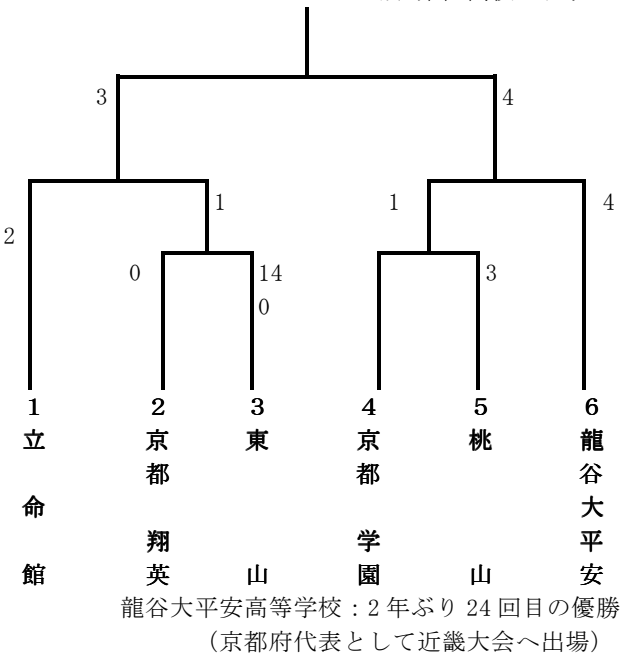 3
4
1
1
4
2
0
14
3
0
1
2
3
4
5
6
立命館
京都翔英
東山
京都学園
桃山
龍谷大平安
龍谷大平安高等学校：2年ぶり24回目の優勝
（京都府代表として近畿大会へ出場）